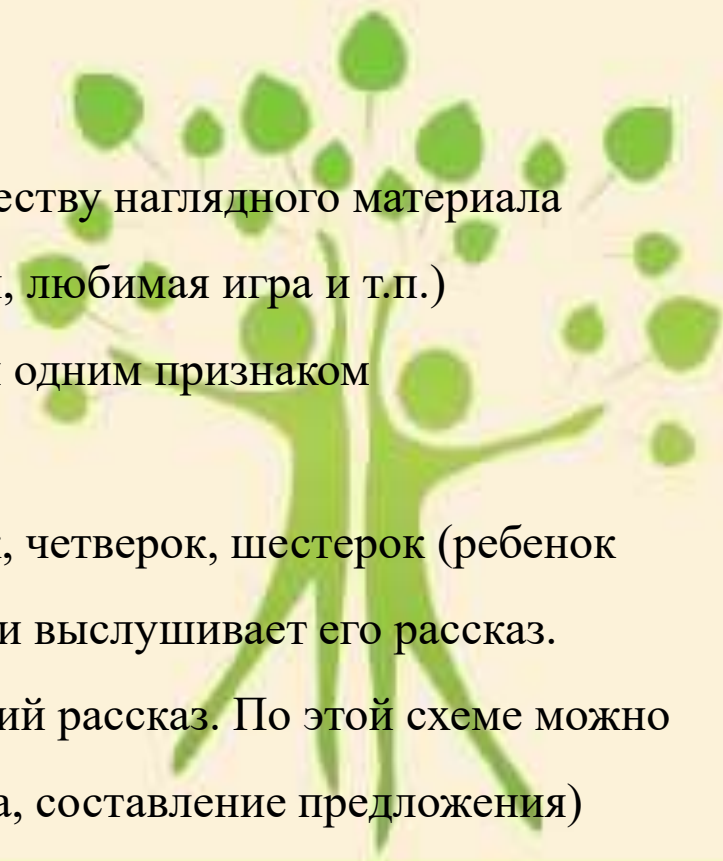 еству наглядного материала
, любимая игра и т.п.)
одним признаком
, четверок, шестерок (ребенок
и выслушивает его рассказ.
ий рассказ. По этой схеме можно
а, составление предложения)